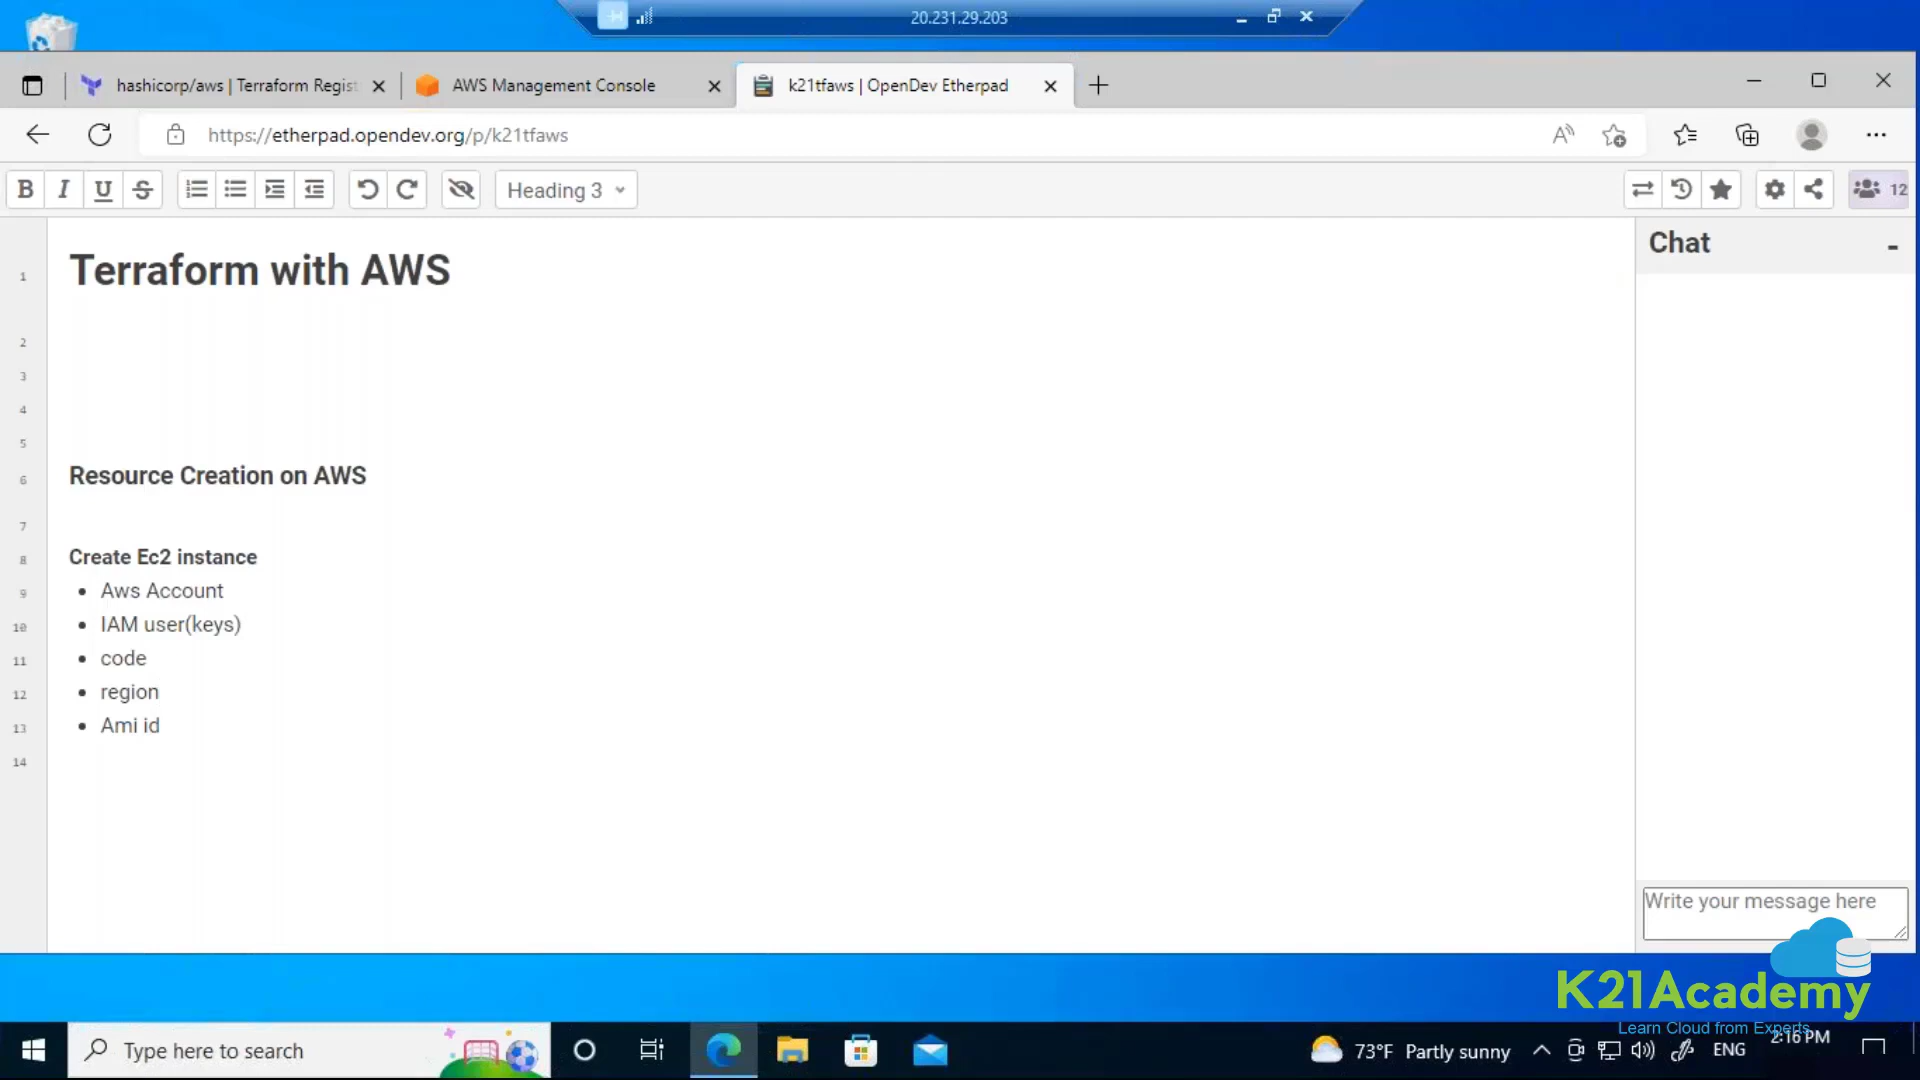 20.231.29.203
hashicorp/aws | Terraform Regist
AWS Management Console
k21tfaws | OpenDev Etherpad
https://etherpad.opendev.org/p/k21tfaws
B I U S
Heading 3
12
1 Terraform with AWS
2
3
4
5
6 Resource Creation on AWS
7
8 Create Ec2 instance
9 • Aws Account
10 • IAM user(keys)
11 • code
12 • region
13 • Ami id
14
Chat
Write your message here
K21Academy
Learn Cloud from Experts
Type here to search
73°F Partly sunny
ENG
2:16 PM